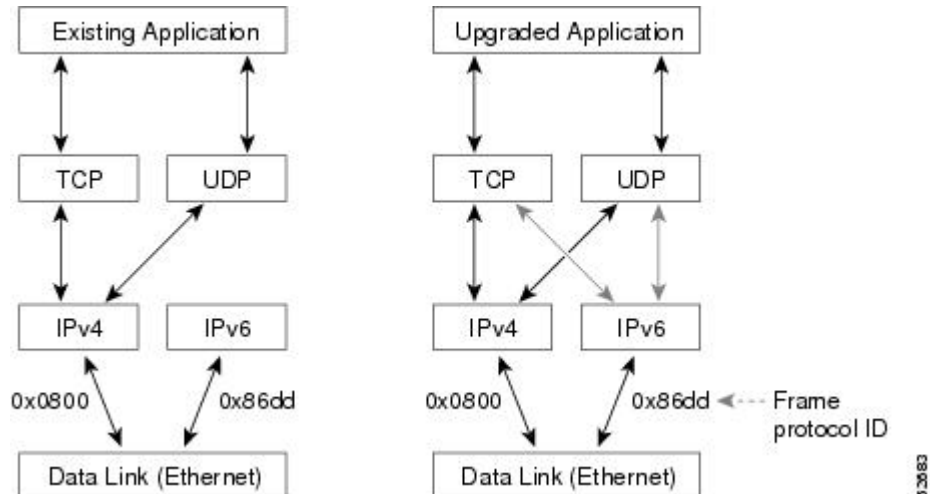 Existing Application
TCP
UDP
IPv4
IPv6
0x0800
0x86dd
Data Link (Ethernet)
Upgraded Application
TCP
UDP
IPv4
IPv6
0x0800
0x86dd
Frame
protocol ID
Data Link (Ethernet)